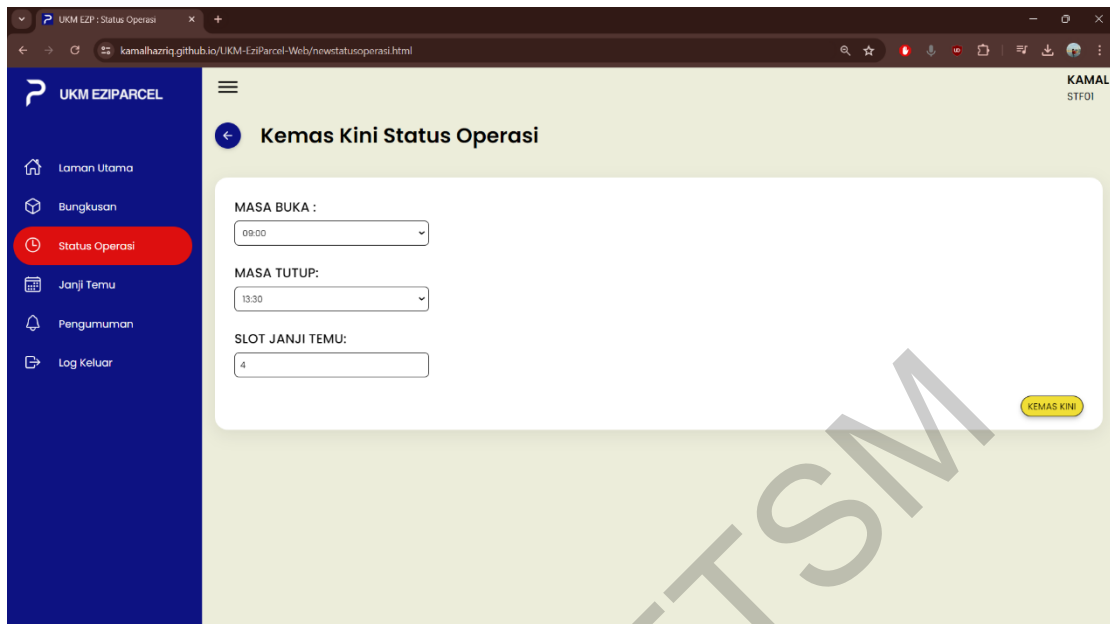 UKM EZP : Status Operasi
kamalhazriq.github.io/UKM-EziParcel-Web/newstatusoperasi.html
UKM EZIPARCEL
KAMAL
STF01
Kemas Kini Status Operasi
Laman Utama
Bungkusan
Status Operasi
Janji Temu
Pengumuman
Log Keluar
MASA BUKA :
09:00
MASA TUTUP:
13:30
SLOT JANJI TEMU:
4
KEMAS KINI
FTSM